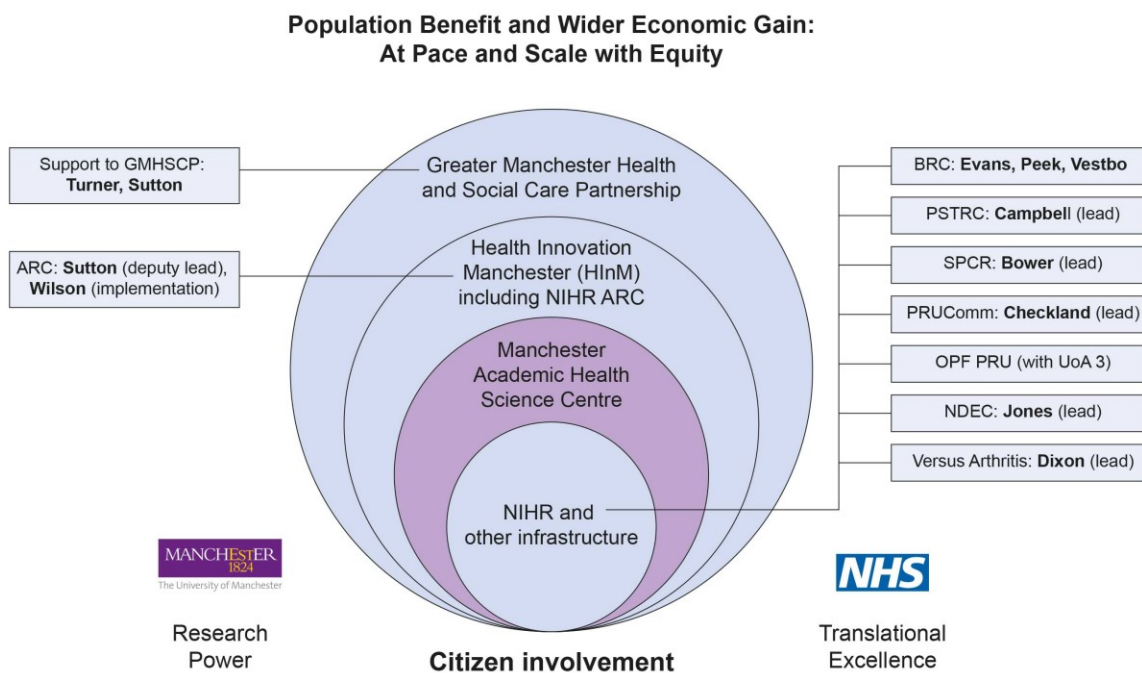 Population Benefit and Wider Economic Gain:
At Pace and Scale with Equity
Support to GMHSCP:
Turner, Sutton
ARC: Sutton (deputy lead),
Wilson (implementation)
Greater Manchester Health
and Social Care Partnership
Health Innovation
Manchester (HInM)
including NIHR ARC
Manchester
Academic Health
Science Centre
NIHR and
other infrastructure
BRC: Evans, Peek, Vestbo
PSTRC: Campbell (lead)
SPCR: Bower (lead)
PRUComm: Checkland (lead)
OPF PRU (with UoA 3)
NDEC: Jones (lead)
Versus Arthritis: Dixon (lead)
MANCHESTER
1824
The University of Manchester
Research
Power
Citizen involvement
NHS
Translational
Excellence